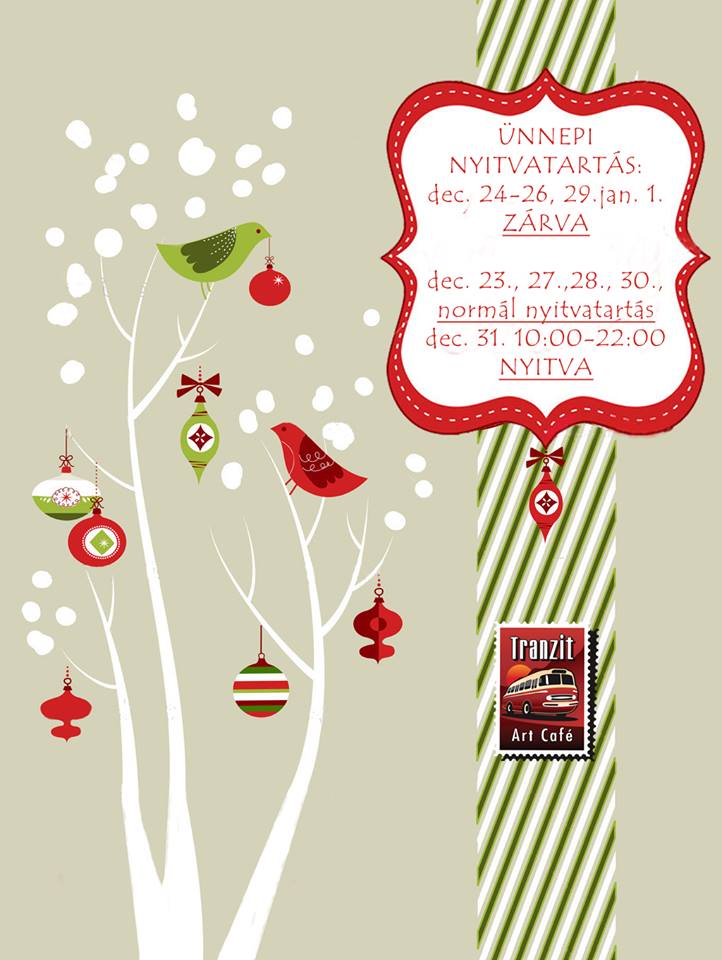 ÜNNEPI
NYITVATARTÁS:
dec. 24-26, 29.jan. 1.
ZÁRVA
dec. 23., 27.,28., 30.,
normál nyitvatartás
dec. 31. 10:00-22:00
NYITVA
Tranzit
Art Café